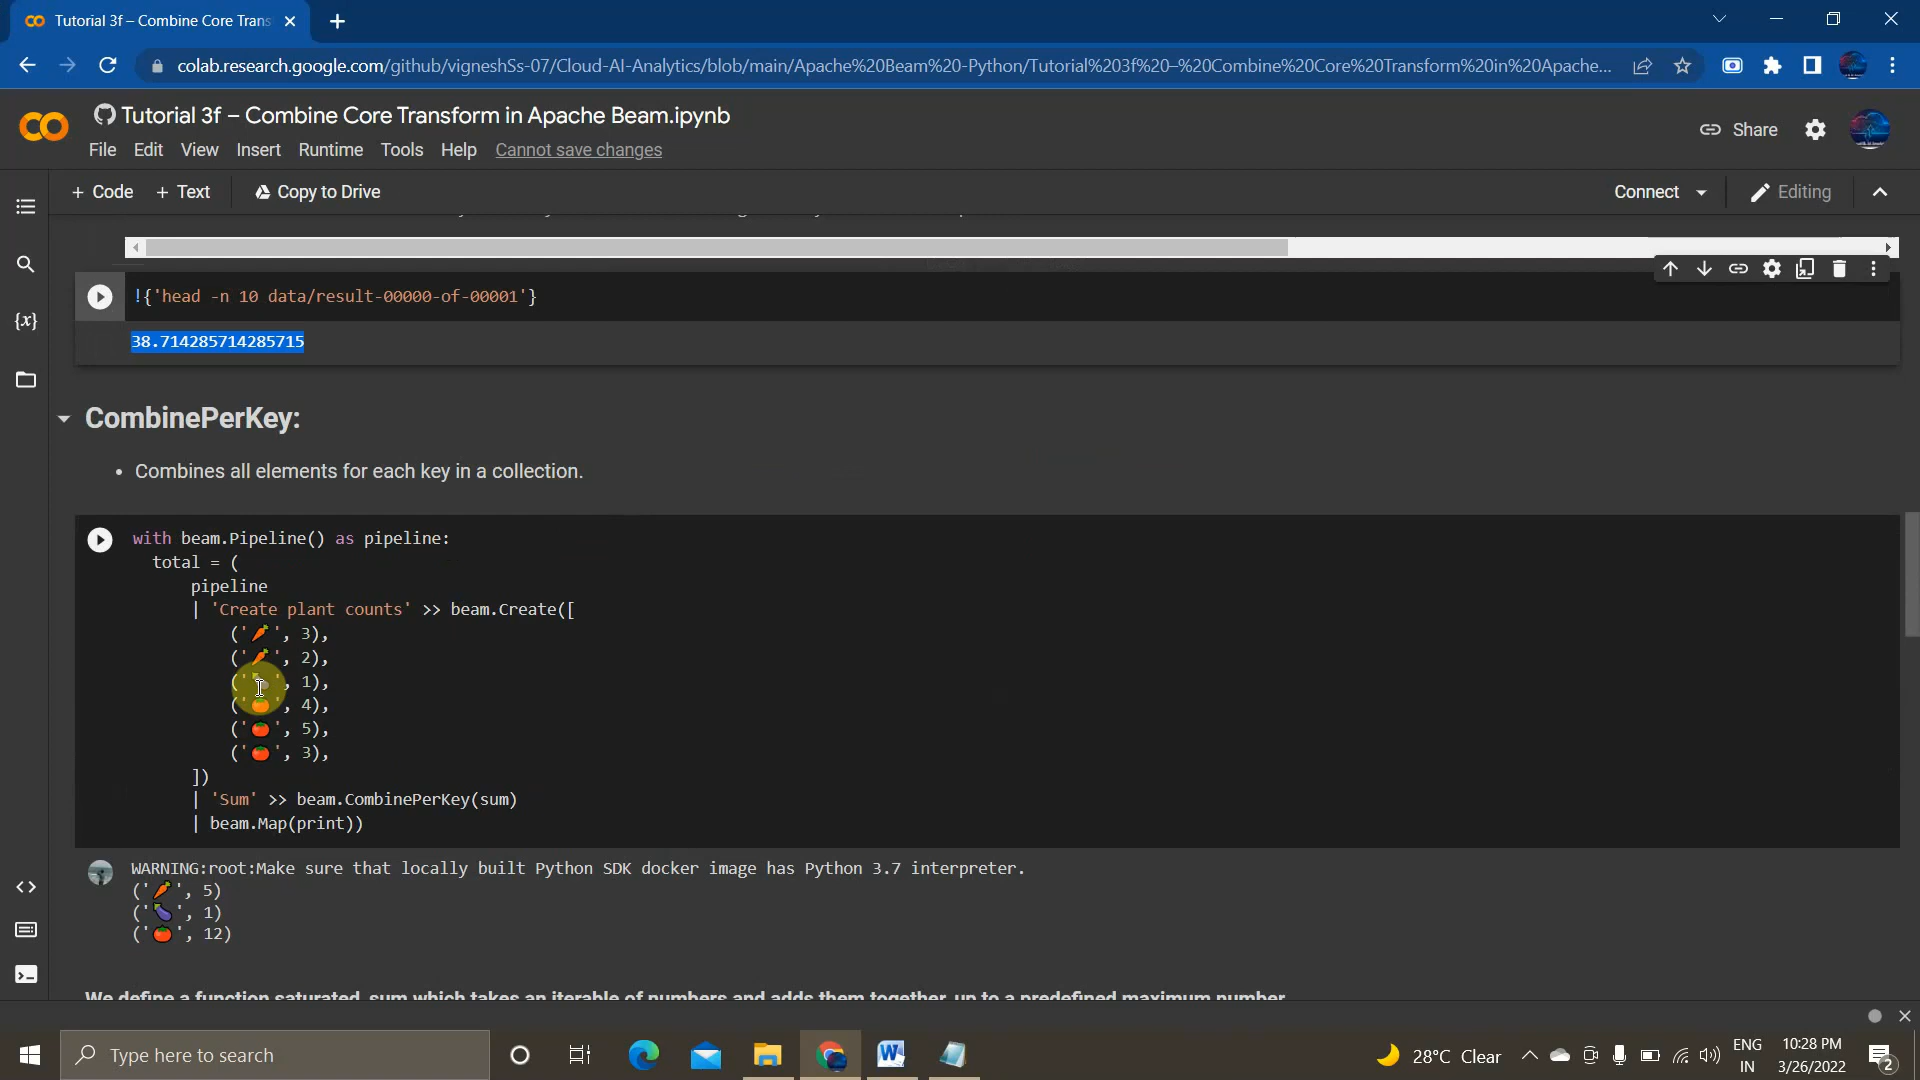 Tutorial 3f – Combine Core Trans
colab.research.google.com/github/vigneshSs-07/Cloud-AI-Analytics/blob/main/Apache%20Beam%20-Python/Tutorial%203f%20–%20Combine%20Core%20Transform%20in%20Apache...
Tutorial 3f – Combine Core Transform in Apache Beam.ipynb
Share
File Edit View Insert Runtime Tools Help Cannot save changes
+ Code + Text Copy to Drive Connect Editing
!{'head -n 10 data/result-00000-of-00001'}
38.714285714285715
{x}
CombinePerKey:
• Combines all elements for each key in a collection.
with beam.Pipeline() as pipeline:
total = (
pipeline
| 'Create plant counts' >> beam.Create([
('🥕', 3),
('🥕', 2),
('🍆', 1),
('🍅', 4),
('🍅', 5),
('🍅', 3),
])
| 'Sum' >> beam.CombinePerKey(sum)
| beam.Map(print))
WARNING:root:Make sure that locally built Python SDK docker image has Python 3.7 interpreter.
('🥕', 5)
('🍆', 1)
('🍅', 12)
We define a function saturated_sum which takes an iterable of numbers and adds them together, up to a predefined maximum number
Type here to search
28°C Clear
ENG
IN
10:28 PM
3/26/2022
2